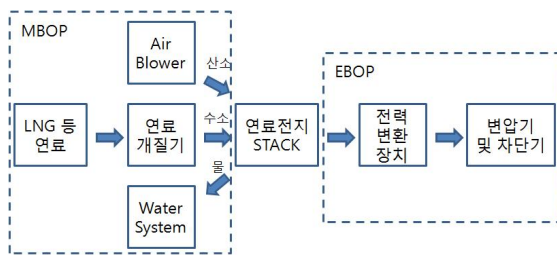 MBOP
Air
Blower
산소
EBOP
LNG 등
연료
연료
개질기
수소
연료전지
STACK
전력
변환
장치
변압기
및 차단기
물
Water
System